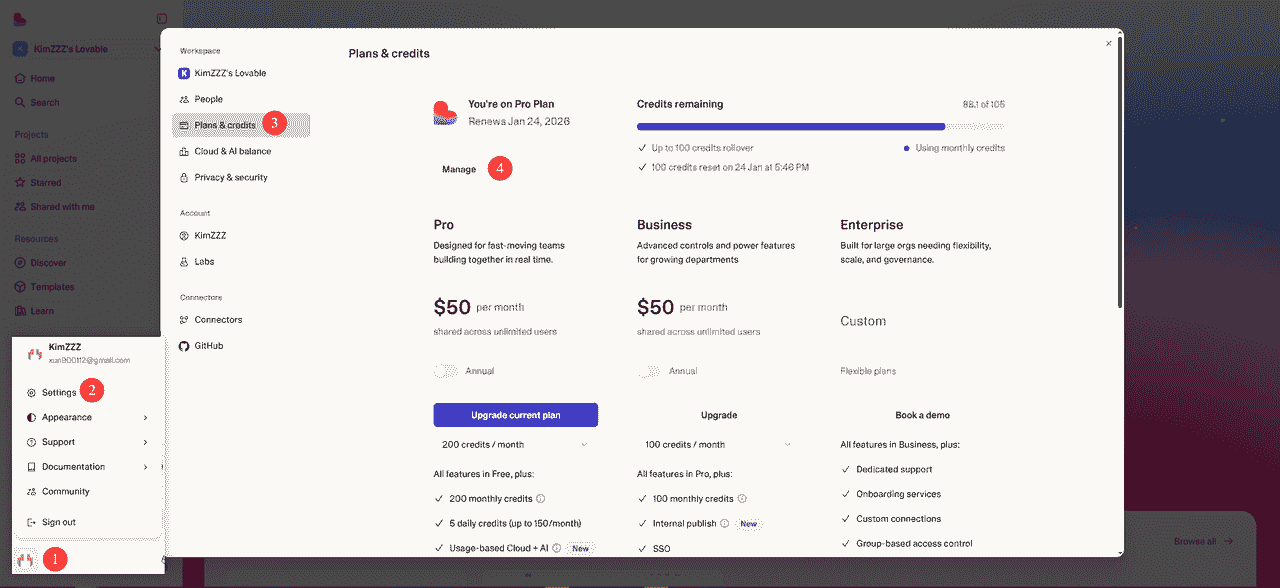 KimZZZ's Lovable
Home
Search
Projects
All projects
Starred
Shared with me
Resources
Discover
Templates
Learn
KimZZZ
xun900112@gmail.com
Settings 2
Appearance
Support
Documentation
Community
Sign out
1
Workspace
K KimZZZ's Lovable
People
Plans & credits 3
Cloud & AI balance
Privacy & security
Account
KimZZZ
Labs
Connectors
Connectors
GitHub
Plans & credits
You're on Pro Plan
Renews Jan 24, 2026
Manage 4
Credits remaining 88.1 of 105
Up to 100 credits rollover
Using monthly credits
100 credits reset on 24 Jan at 5:46 PM
Pro
Designed for fast-moving teams
building together in real time.
$50 per month
shared across unlimited users
Annual
Upgrade current plan
200 credits / month
All features in Free, plus:
200 monthly credits
5 daily credits (up to 150/month)
Usage-based Cloud + AI New
Business
Advanced controls and power features
for growing departments
$50 per month
shared across unlimited users
Annual
Upgrade
100 credits / month
All features in Pro, plus:
100 monthly credits
Internal publish New
SSO
Enterprise
Built for large orgs needing flexibility,
scale, and governance.
Custom
Flexible plans
Book a demo
All features in Business, plus:
Dedicated support
Onboarding services
Custom connections
Group-based access control
Browse all